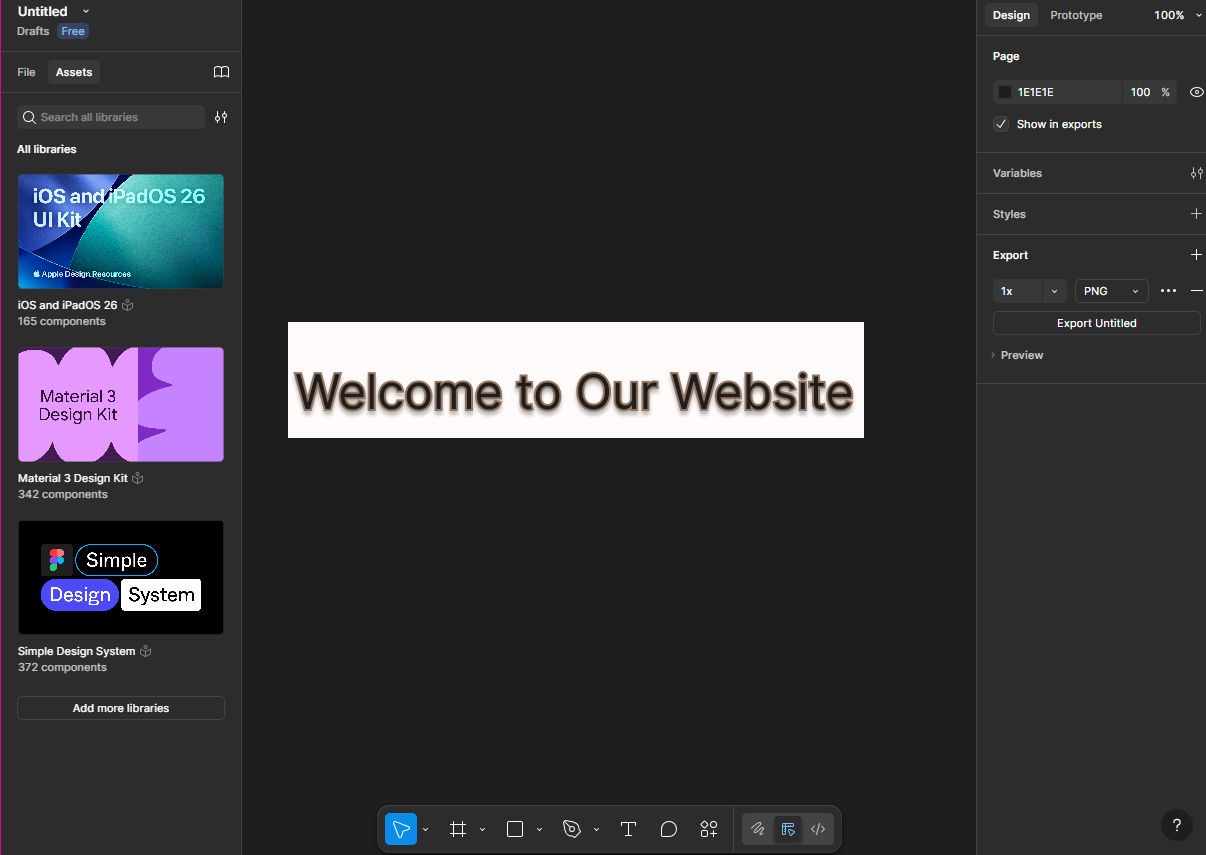 Untitled
Drafts Free
File Assets
Search all libraries
All libraries
iOS and iPadOS 26
UI Kit
Apple Design Resources
iOS and iPadOS 26
165 components
Material 3
Design Kit
Material 3 Design Kit
342 components
Simple
Design System
Simple Design System
372 components
Add more libraries
Welcome to Our Website
Design Prototype 100%
Page
1E1E1E 100 %
Show in exports
Variables
Styles
Export
1x PNG
Export Untitled
Preview
?